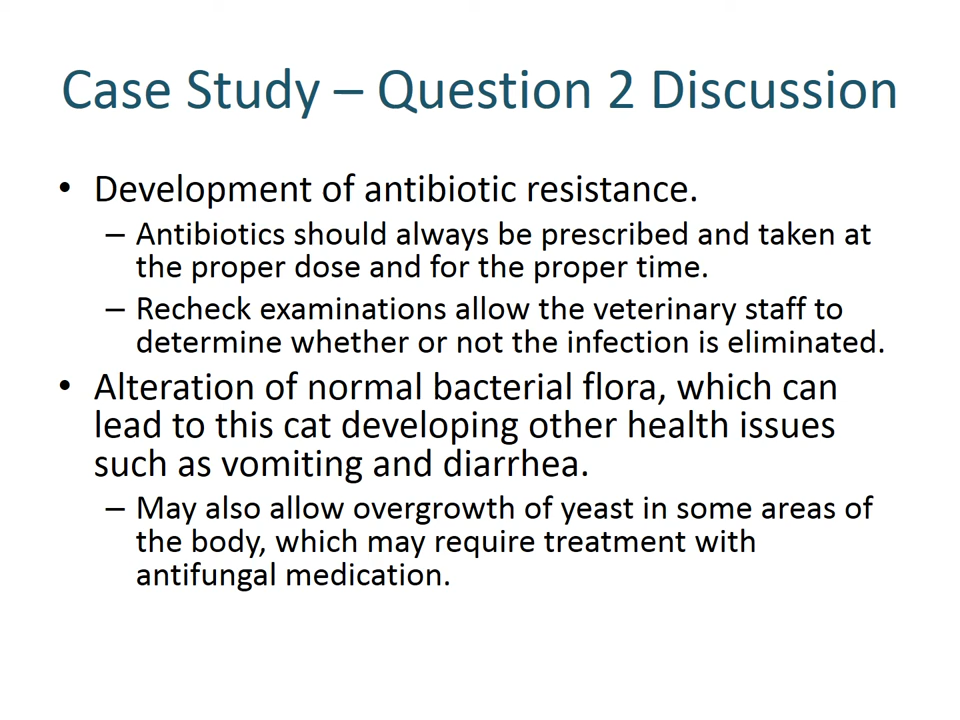 Case Study – Question 2 Discussion
• Development of antibiotic resistance.
– Antibiotics should always be prescribed and taken at
the proper dose and for the proper time.
– Recheck examinations allow the veterinary staff to
determine whether or not the infection is eliminated.
• Alteration of normal bacterial flora, which can
lead to this cat developing other health issues
such as vomiting and diarrhea.
– May also allow overgrowth of yeast in some areas of
the body, which may require treatment with
antifungal medication.